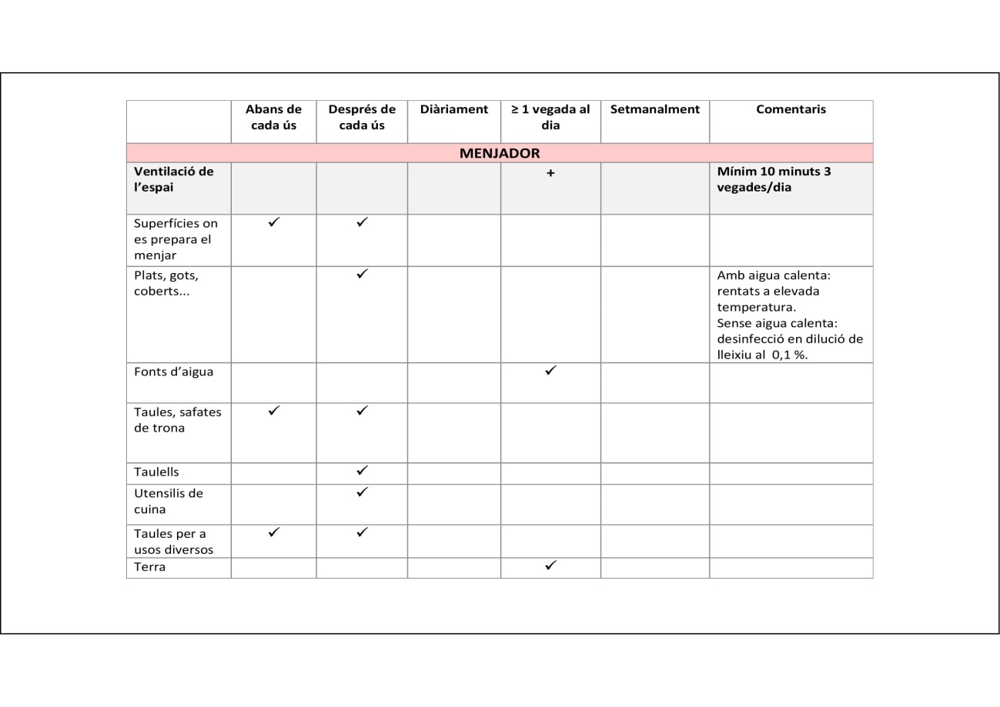 Abans de cada ús | Després de cada ús | Diàriament | ≥ 1 vegada al dia | Setmanalment | Comentaris
MENJADOR
Ventilació de l’espai | + | Mínim 10 minuts 3 vegades/dia
Superfícies on es prepara el menjar | ✓ | ✓
Plats, gots, coberts... | ✓ | Amb aigua calenta: rentats a elevada temperatura. Sense aigua calenta: desinfecció en dilució de lleixiu al 0,1 %.
Fonts d’aigua | ✓
Taules, safates de trona | ✓ | ✓
Taulells | ✓
Utensilis de cuina | ✓
Taules per a usos diversos | ✓ | ✓
Terra | ✓